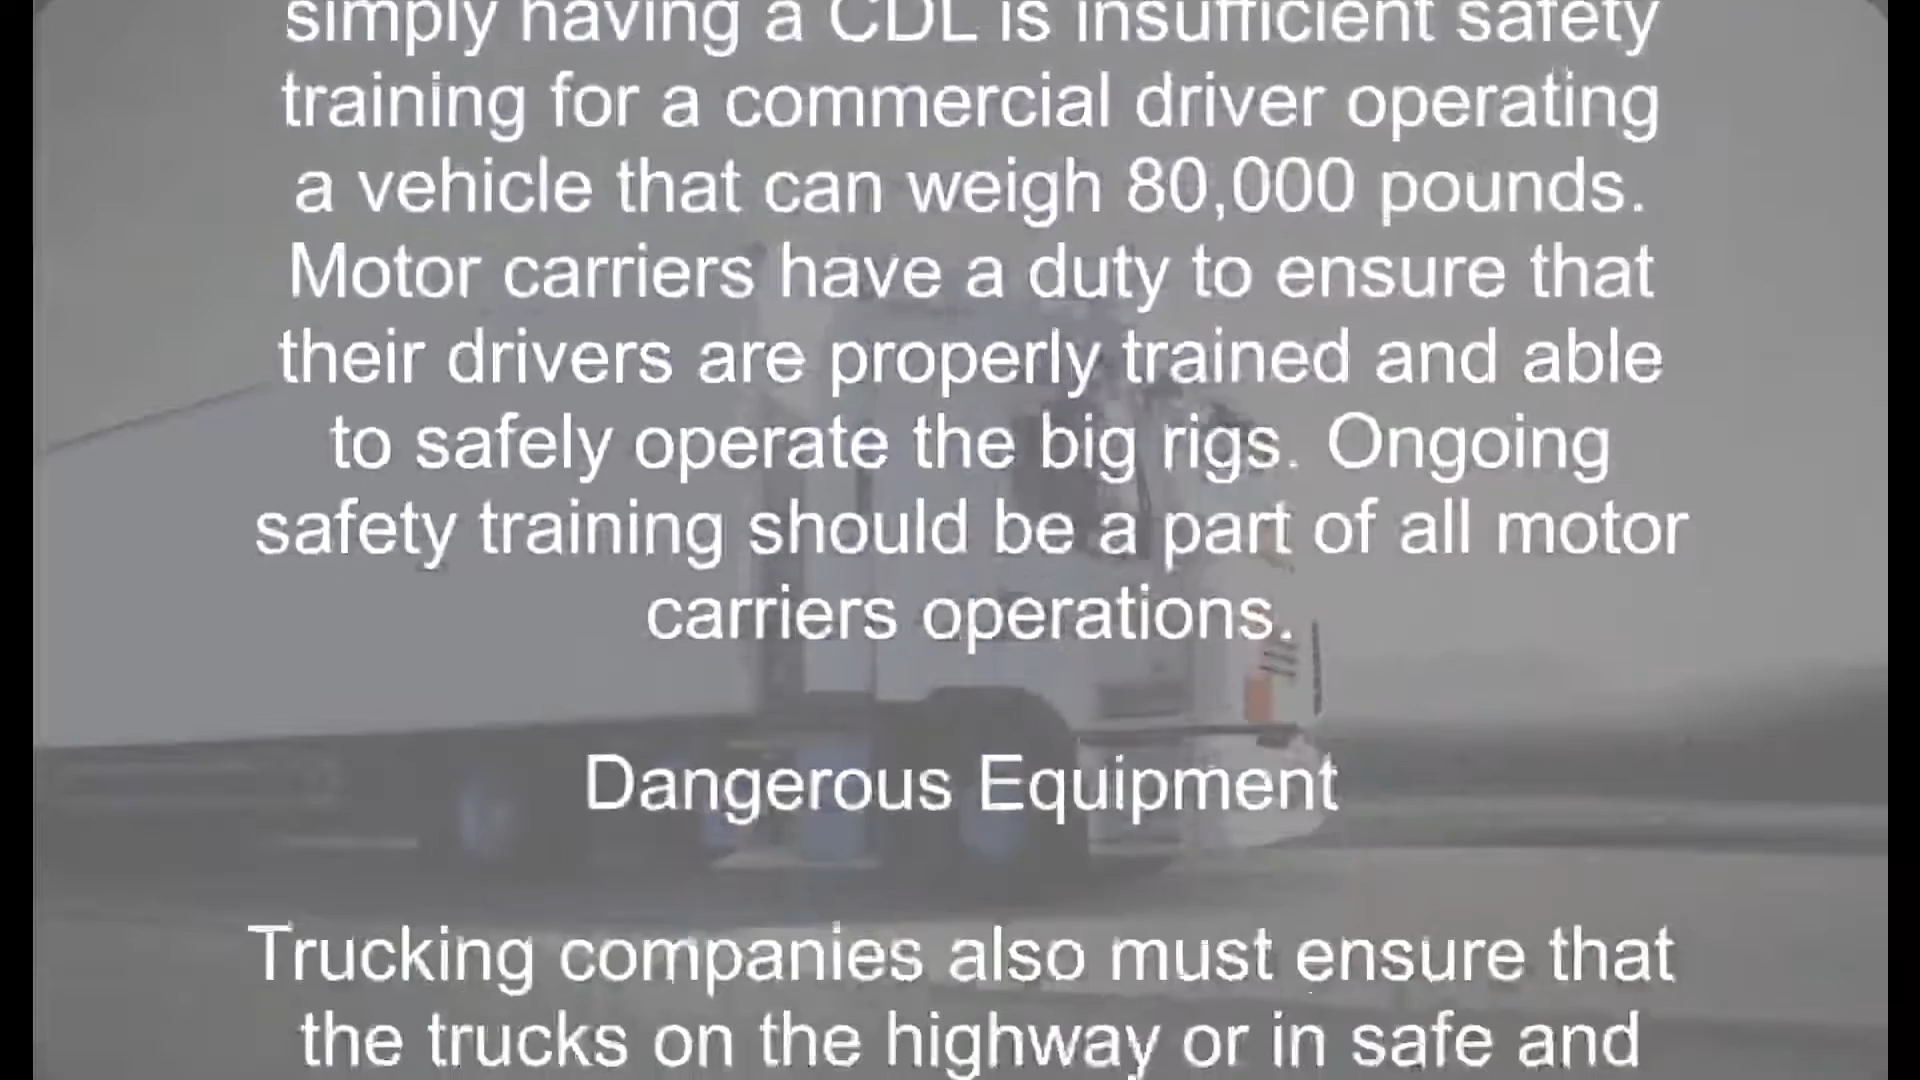 simply having a CDL is insufficient safety
training for a commercial driver operating
a vehicle that can weigh 80,000 pounds.
Motor carriers have a duty to ensure that
their drivers are properly trained and able
to safely operate the big rigs. Ongoing
safety training should be a part of all motor
carriers operations.
Dangerous Equipment
Trucking companies also must ensure that
the trucks on the highway or in safe and